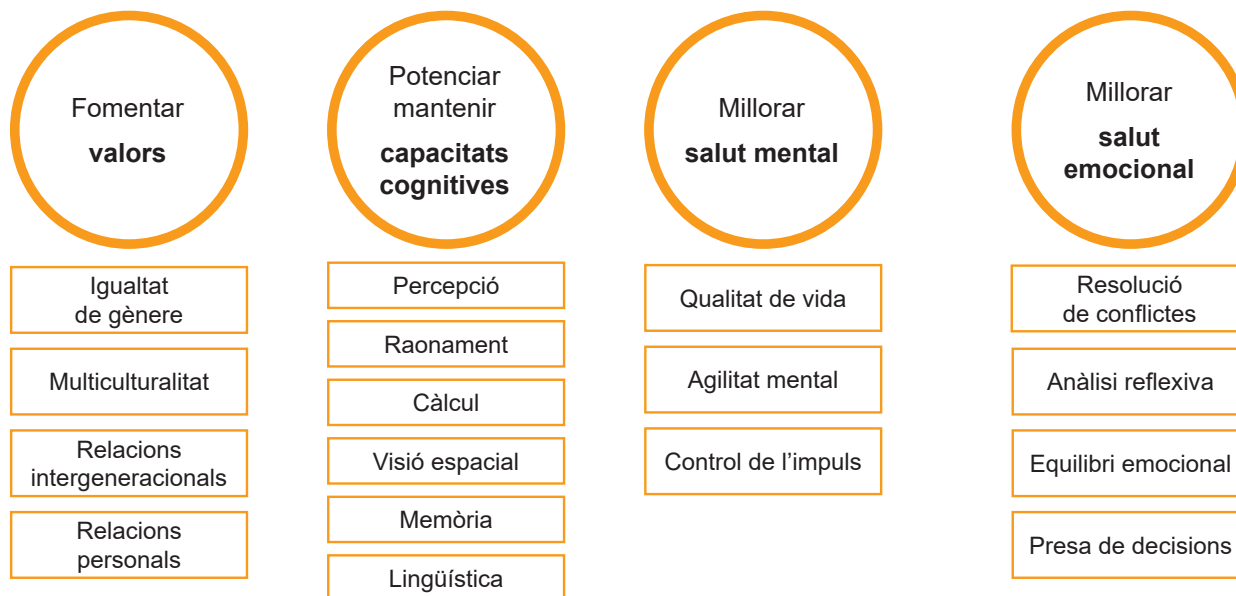 Fomentar
valors
Igualtat
de gènere
Multiculturalitat
Relacions
intergeneracionals
Relacions
personals
Potenciar
mantenir
capacitats
cognitives
Percepció
Raonament
Càlcul
Visió espacial
Memòria
Lingüística
Millorar
salut mental
Qualitat de vida
Agilitat mental
Control de l’impuls
Millorar
salut
emocional
Resolució
de conflictes
Anàlisi reflexiva
Equilibri emocional
Presa de decisions